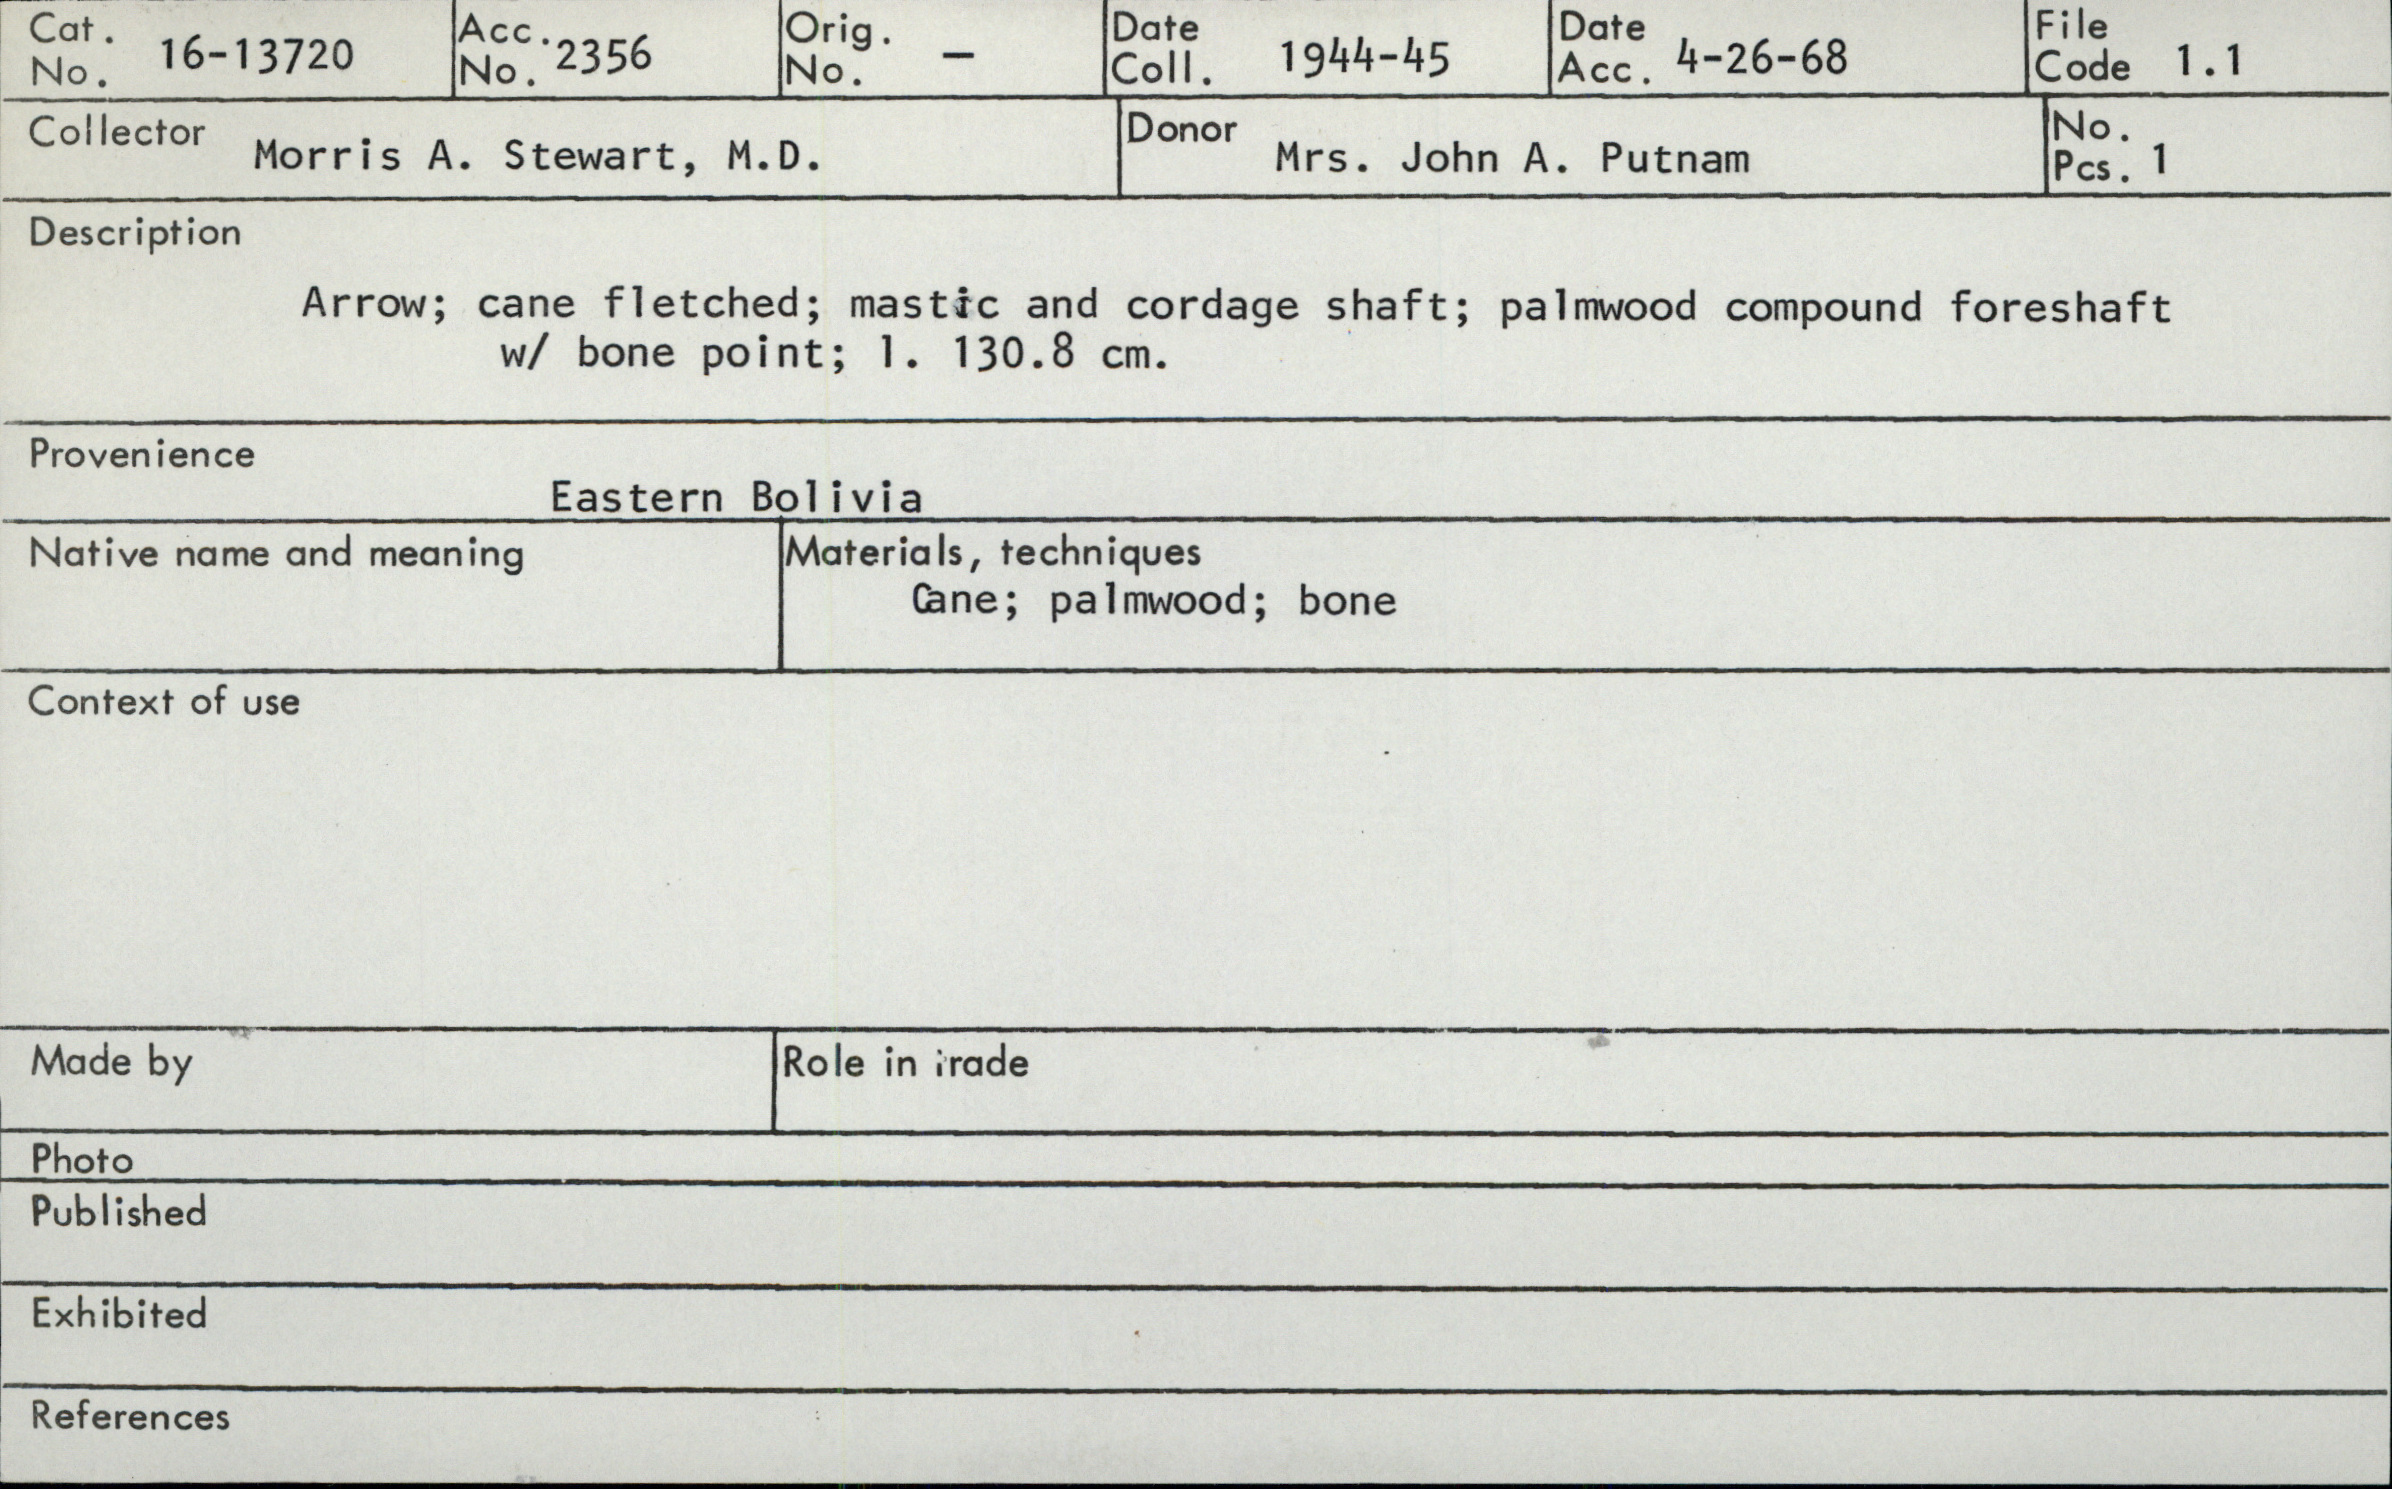 Cat. No. 16-13720 Acc. No. 2356 Orig. No. – Date Coll. 1944-45 Date Acc. 4-26-68 File Code 1.1
Collector Morris A. Stewart, M.D. Donor Mrs. John A. Putnam No. Pcs. 1
Description
Arrow; cane fletched; mastic and cordage shaft; palmwood compound foreshaft
w/ bone point; l. 130.8 cm.
Provenience
Eastern Bolivia
Native name and meaning Materials, techniques
Cane; palmwood; bone
Context of use
Made by Role in trade
Photo
Published
Exhibited
References